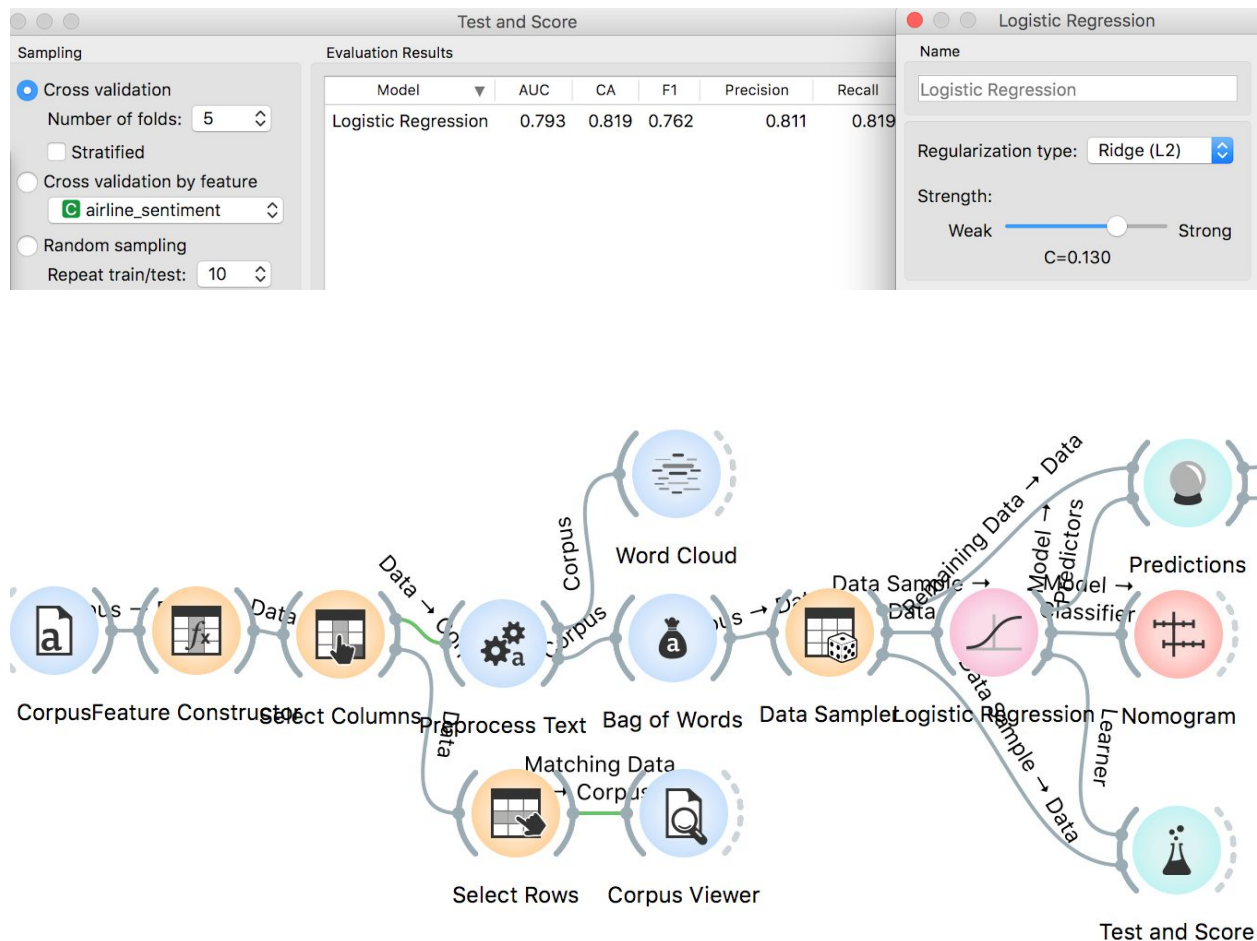 Test and Score
Logistic Regression
Sampling
Evaluation Results
Name
Cross validation
Number of folds: 5
Stratified
Cross validation by feature
C airline_sentiment
Random sampling
Repeat train/test: 10
Model AUC CA F1 Precision Recall
Logistic Regression 0.793 0.819 0.762 0.811 0.819
Logistic Regression
Regularization type: Ridge (L2)
Strength:
Weak Strong
C=0.130
Word Cloud
Corpus
Data →
Remaining Data → Data
Model →
Predictors
Predictions
Data
Corpus
Data Sample →
Data
Model →
Classifier
Corpus
Feature Constructor
Select Columns
Preprocess Text
Bag of Words
Data Sampler
Logistic Regression
Nomogram
Data
Data Sample → Data
Learner
Matching Data
→ Corpus
Select Rows
Corpus Viewer
Test and Score